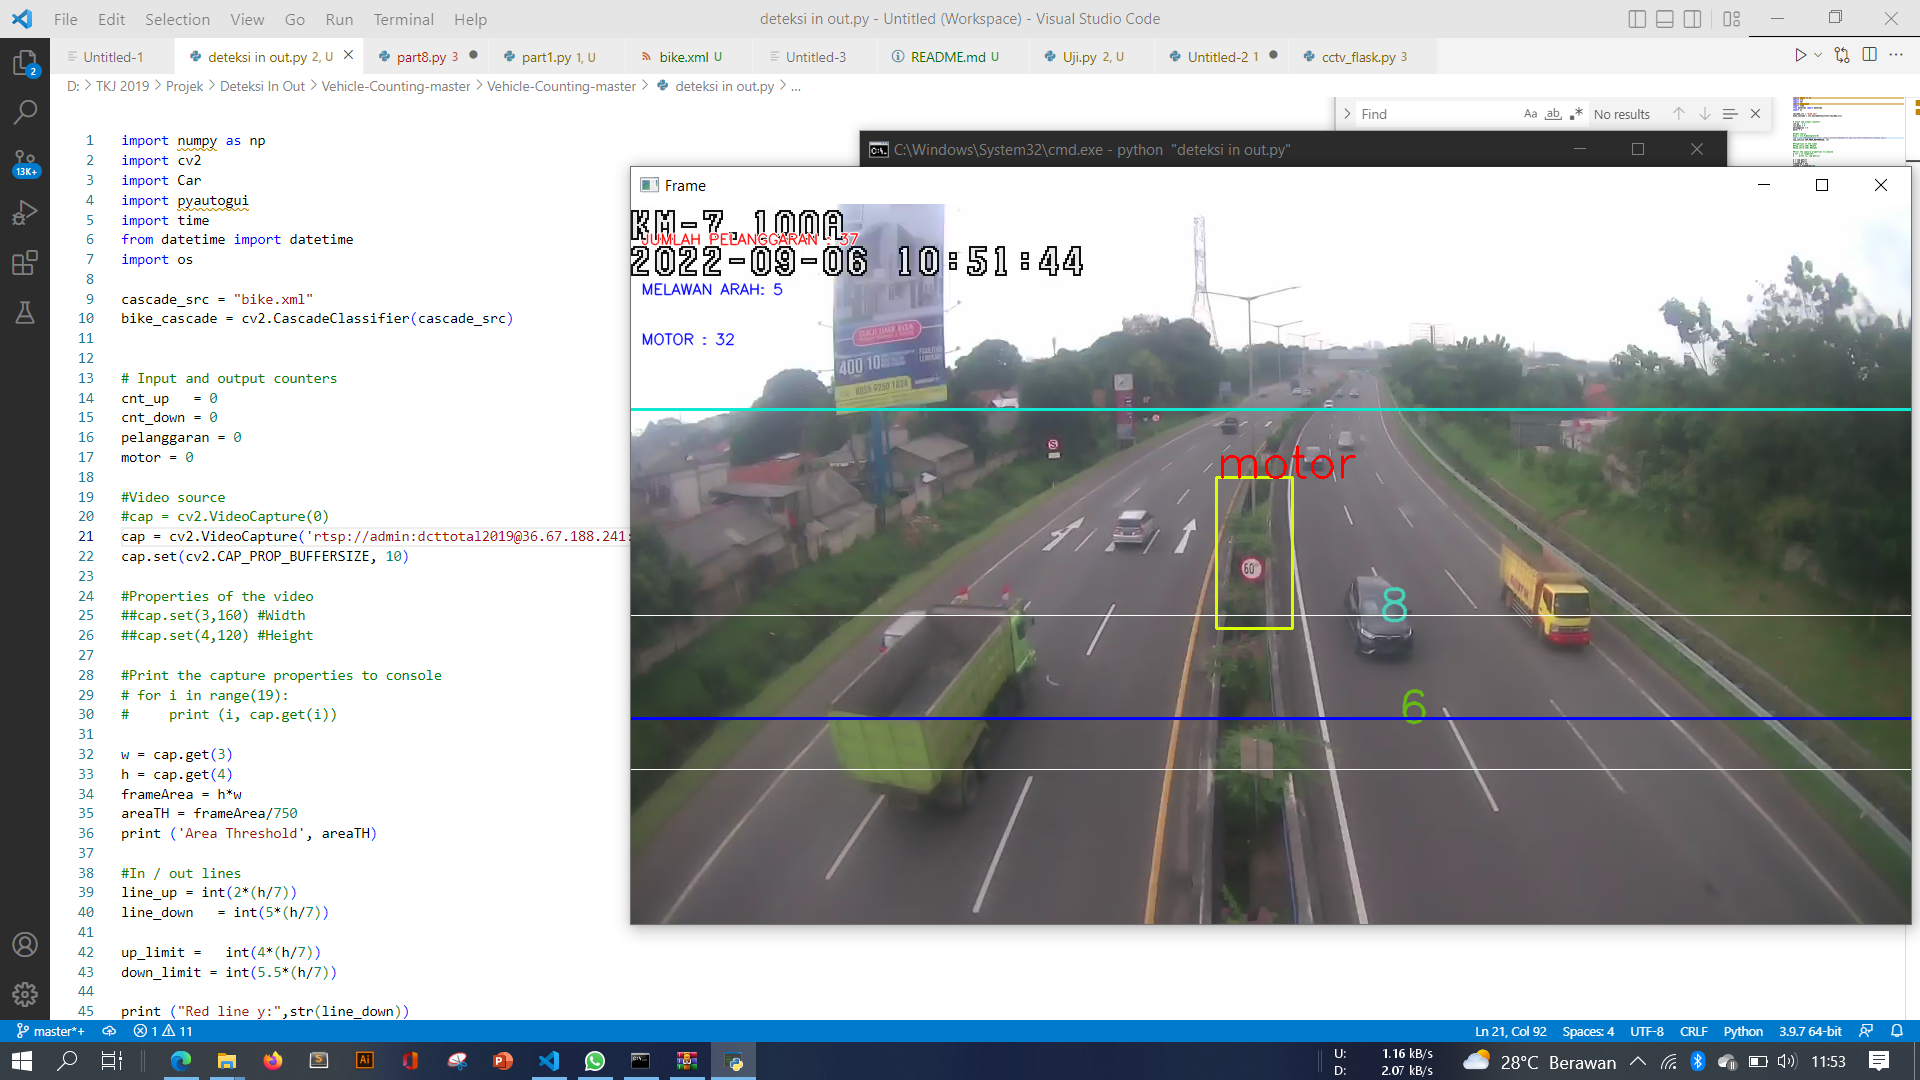 File Edit Selection View Go Run Terminal Help
deteksi in out.py - Untitled (Workspace) - Visual Studio Code
Untitled-1
deteksi in out.py 2, U
part8.py 3
part1.py 1, U
bike.xml U
Untitled-3
README.md U
Uji.py 2, U
Untitled-2 1
cctv_flask.py 3
D: > TKJ 2019 > Projek > Deteksi In Out > Vehicle-Counting-master > Vehicle-Counting-master > deteksi in out.py > ...
Find
Aa
ab
No results
2
13K+
1 import numpy as np
2 import cv2
3 import Car
4 import pyautogui
5 import time
6 from datetime import datetime
7 import os
8
9 cascade_src = "bike.xml"
10 bike_cascade = cv2.CascadeClassifier(cascade_src)
11
12
13 # Input and output counters
14 cnt_up   = 0
15 cnt_down = 0
16 pelanggaran = 0
17 motor = 0
18
19 #Video source
20 #cap = cv2.VideoCapture(0)
21 cap = cv2.VideoCapture('rtsp://admin:dcttotal2019@36.67.188.241:
22 cap.set(cv2.CAP_PROP_BUFFERSIZE, 10)
23
24 #Properties of the video
25 ##cap.set(3,160) #Width
26 ##cap.set(4,120) #Height
27
28 #Print the capture properties to console
29 # for i in range(19):
30 #     print (i, cap.get(i))
31
32 w = cap.get(3)
33 h = cap.get(4)
34 frameArea = h*w
35 areaTH = frameArea/750
36 print ('Area Threshold', areaTH)
37
38 #In / out lines
39 line_up = int(2*(h/7))
40 line_down   = int(5*(h/7))
41
42 up_limit =   int(4*(h/7))
43 down_limit = int(5.5*(h/7))
44
45 print ("Red line y:",str(line_down))
C:\Windows\System32\cmd.exe - python  "deteksi in out.py"
Frame
KM-7.100A
JUMLAH PELANGGARAN : 37
2022-09-06 10:51:44
MELAWAN ARAH: 5
MOTOR : 32
400 10
motor
S
60
8
6
master*+
1 11
Ln 21, Col 92
Spaces: 4
UTF-8
CRLF
Python
3.9.7 64-bit
U: 1.16 kB/s
D: 2.07 kB/s
28°C Berawan
11:53